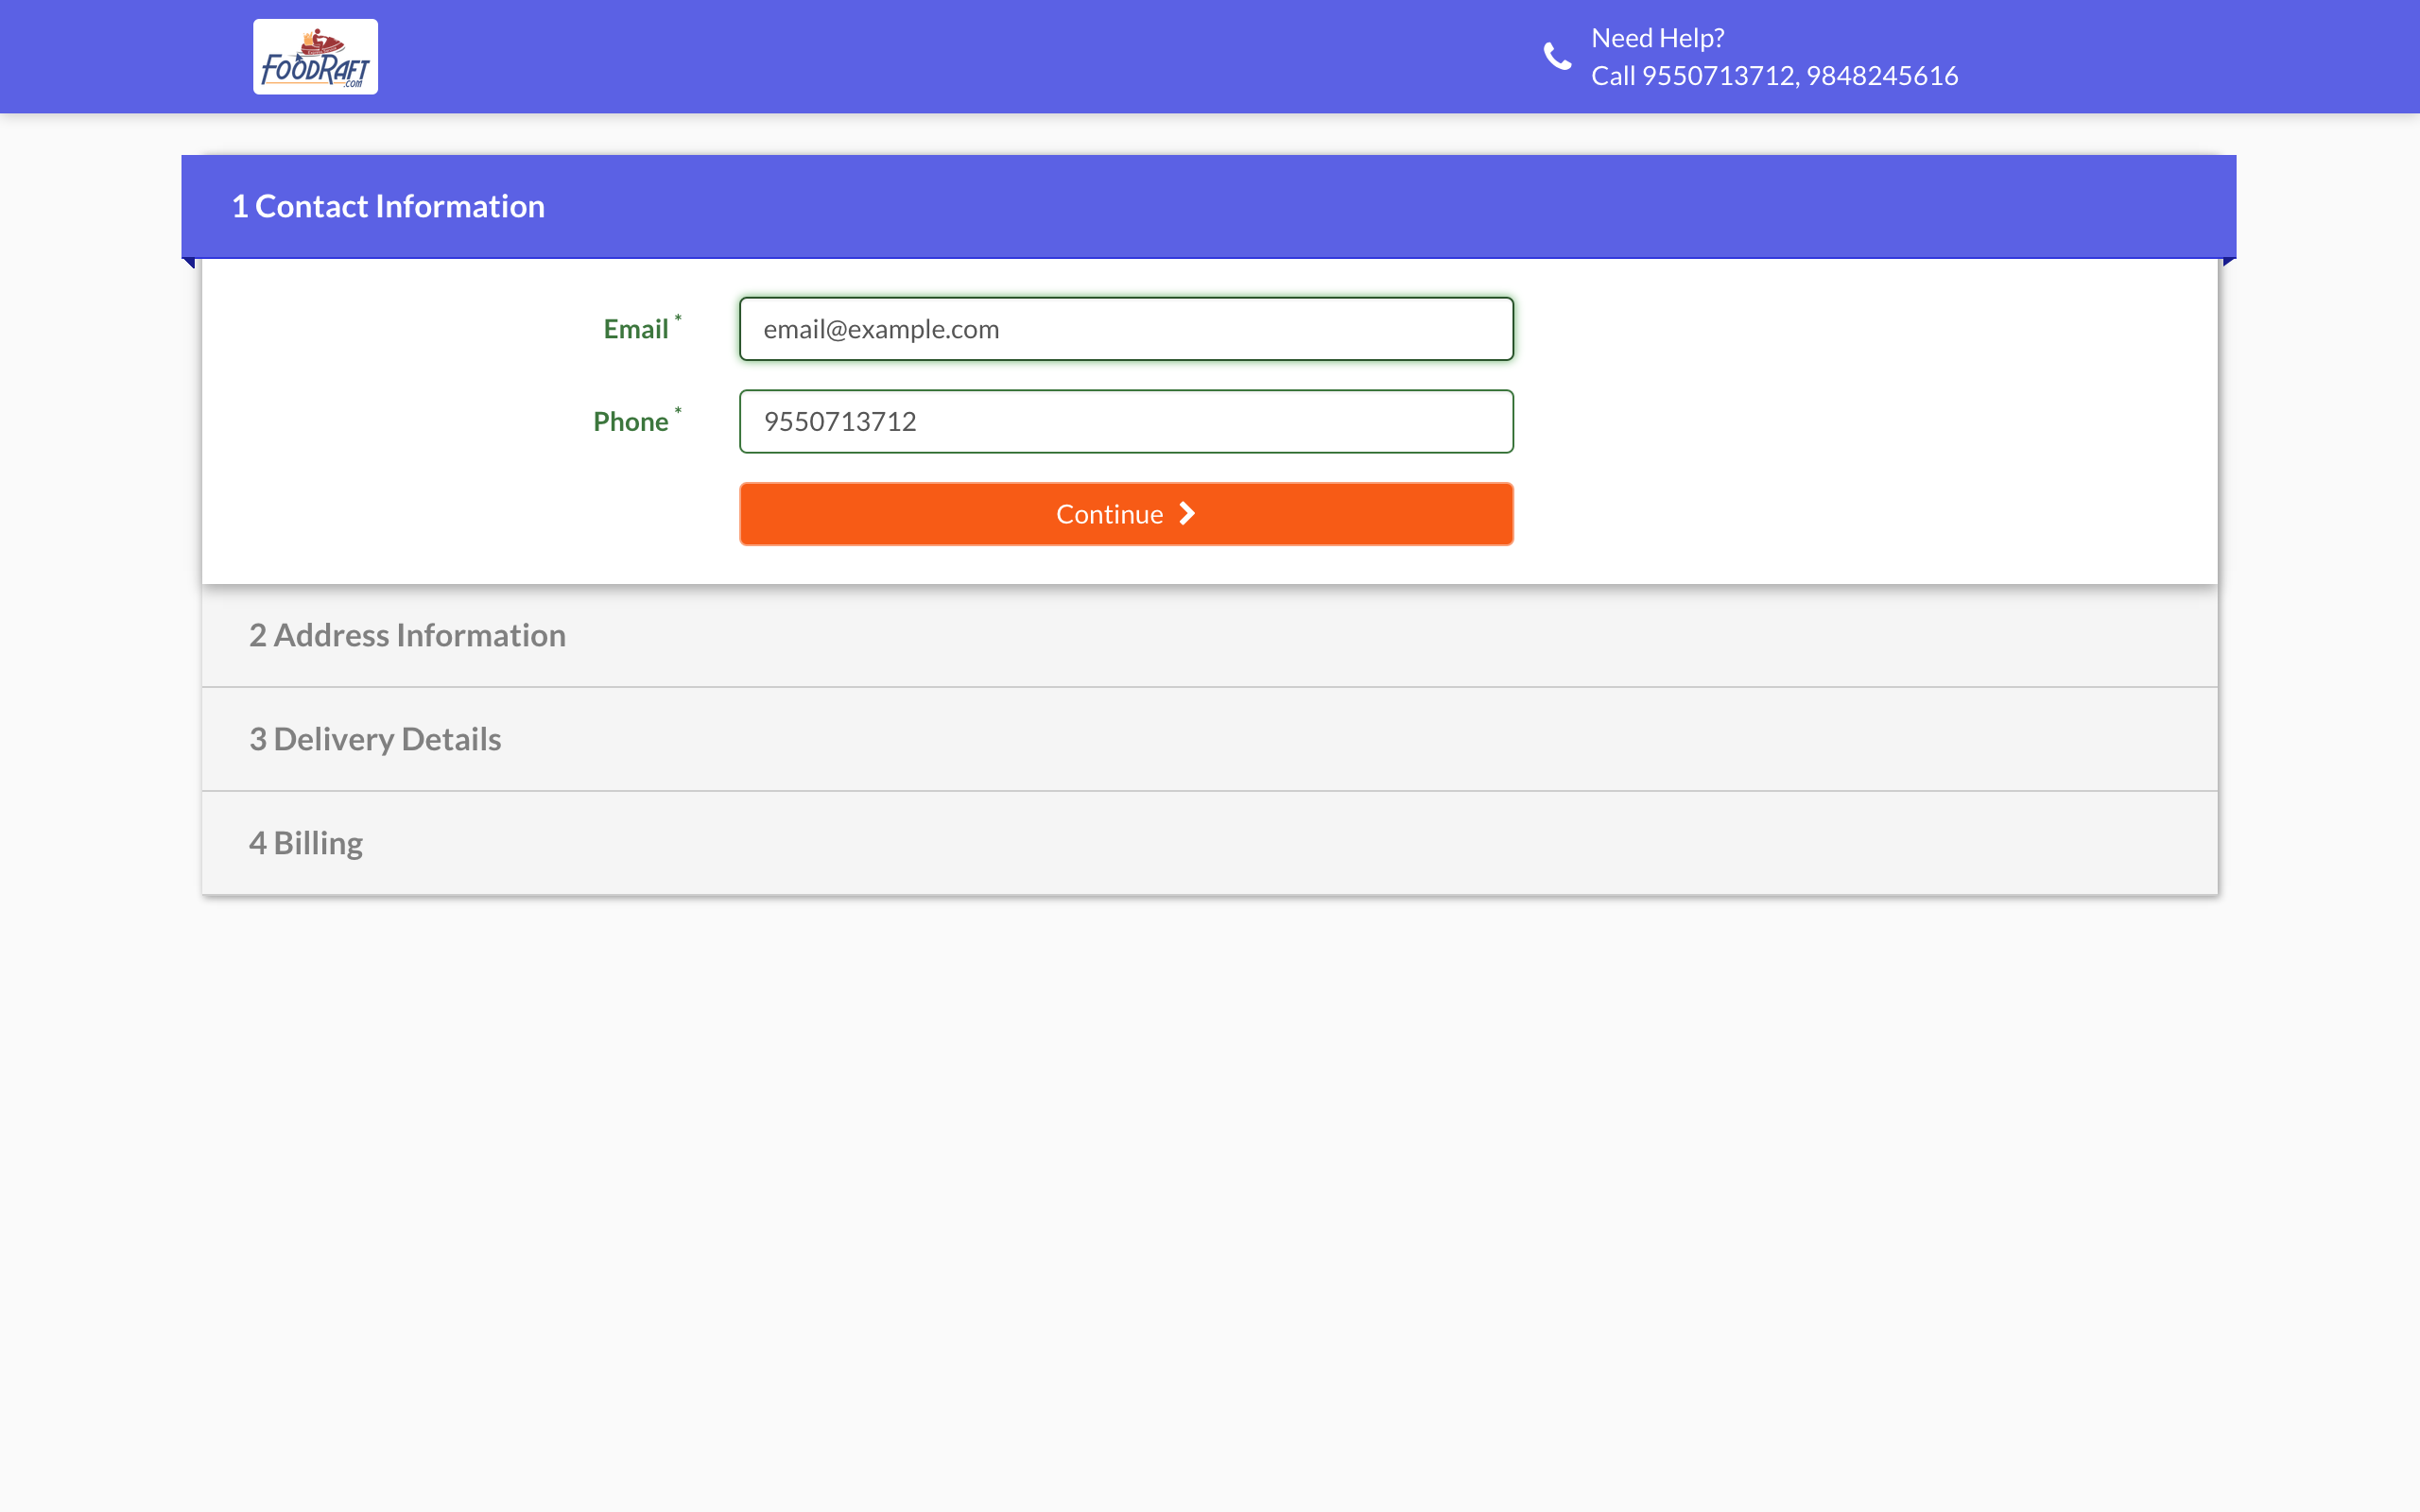 FOODRAFT
.COM
Need Help?
Call 9550713712, 9848245616
1 Contact Information
Email *
email@example.com
Phone *
9550713712
Continue
2 Address Information
3 Delivery Details
4 Billing